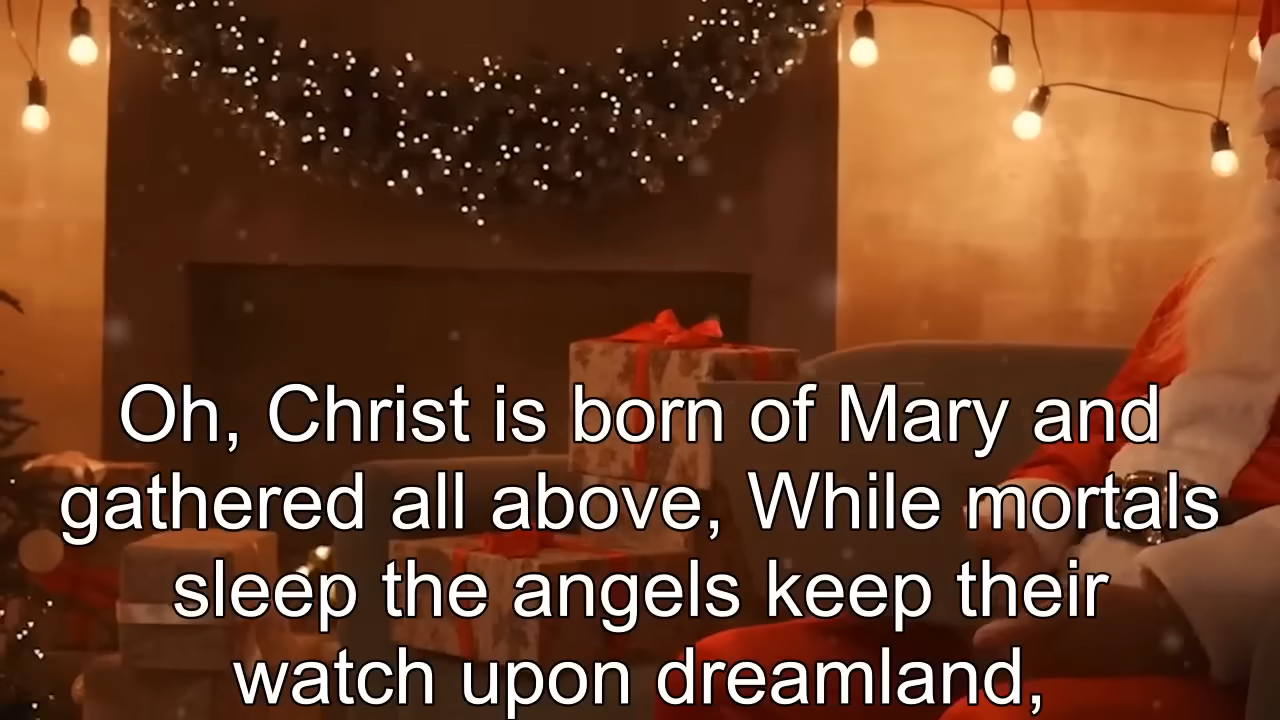 Oh, Christ is born of Mary and
gathered all above, While mortals
sleep the angels keep their
watch upon dreamland,